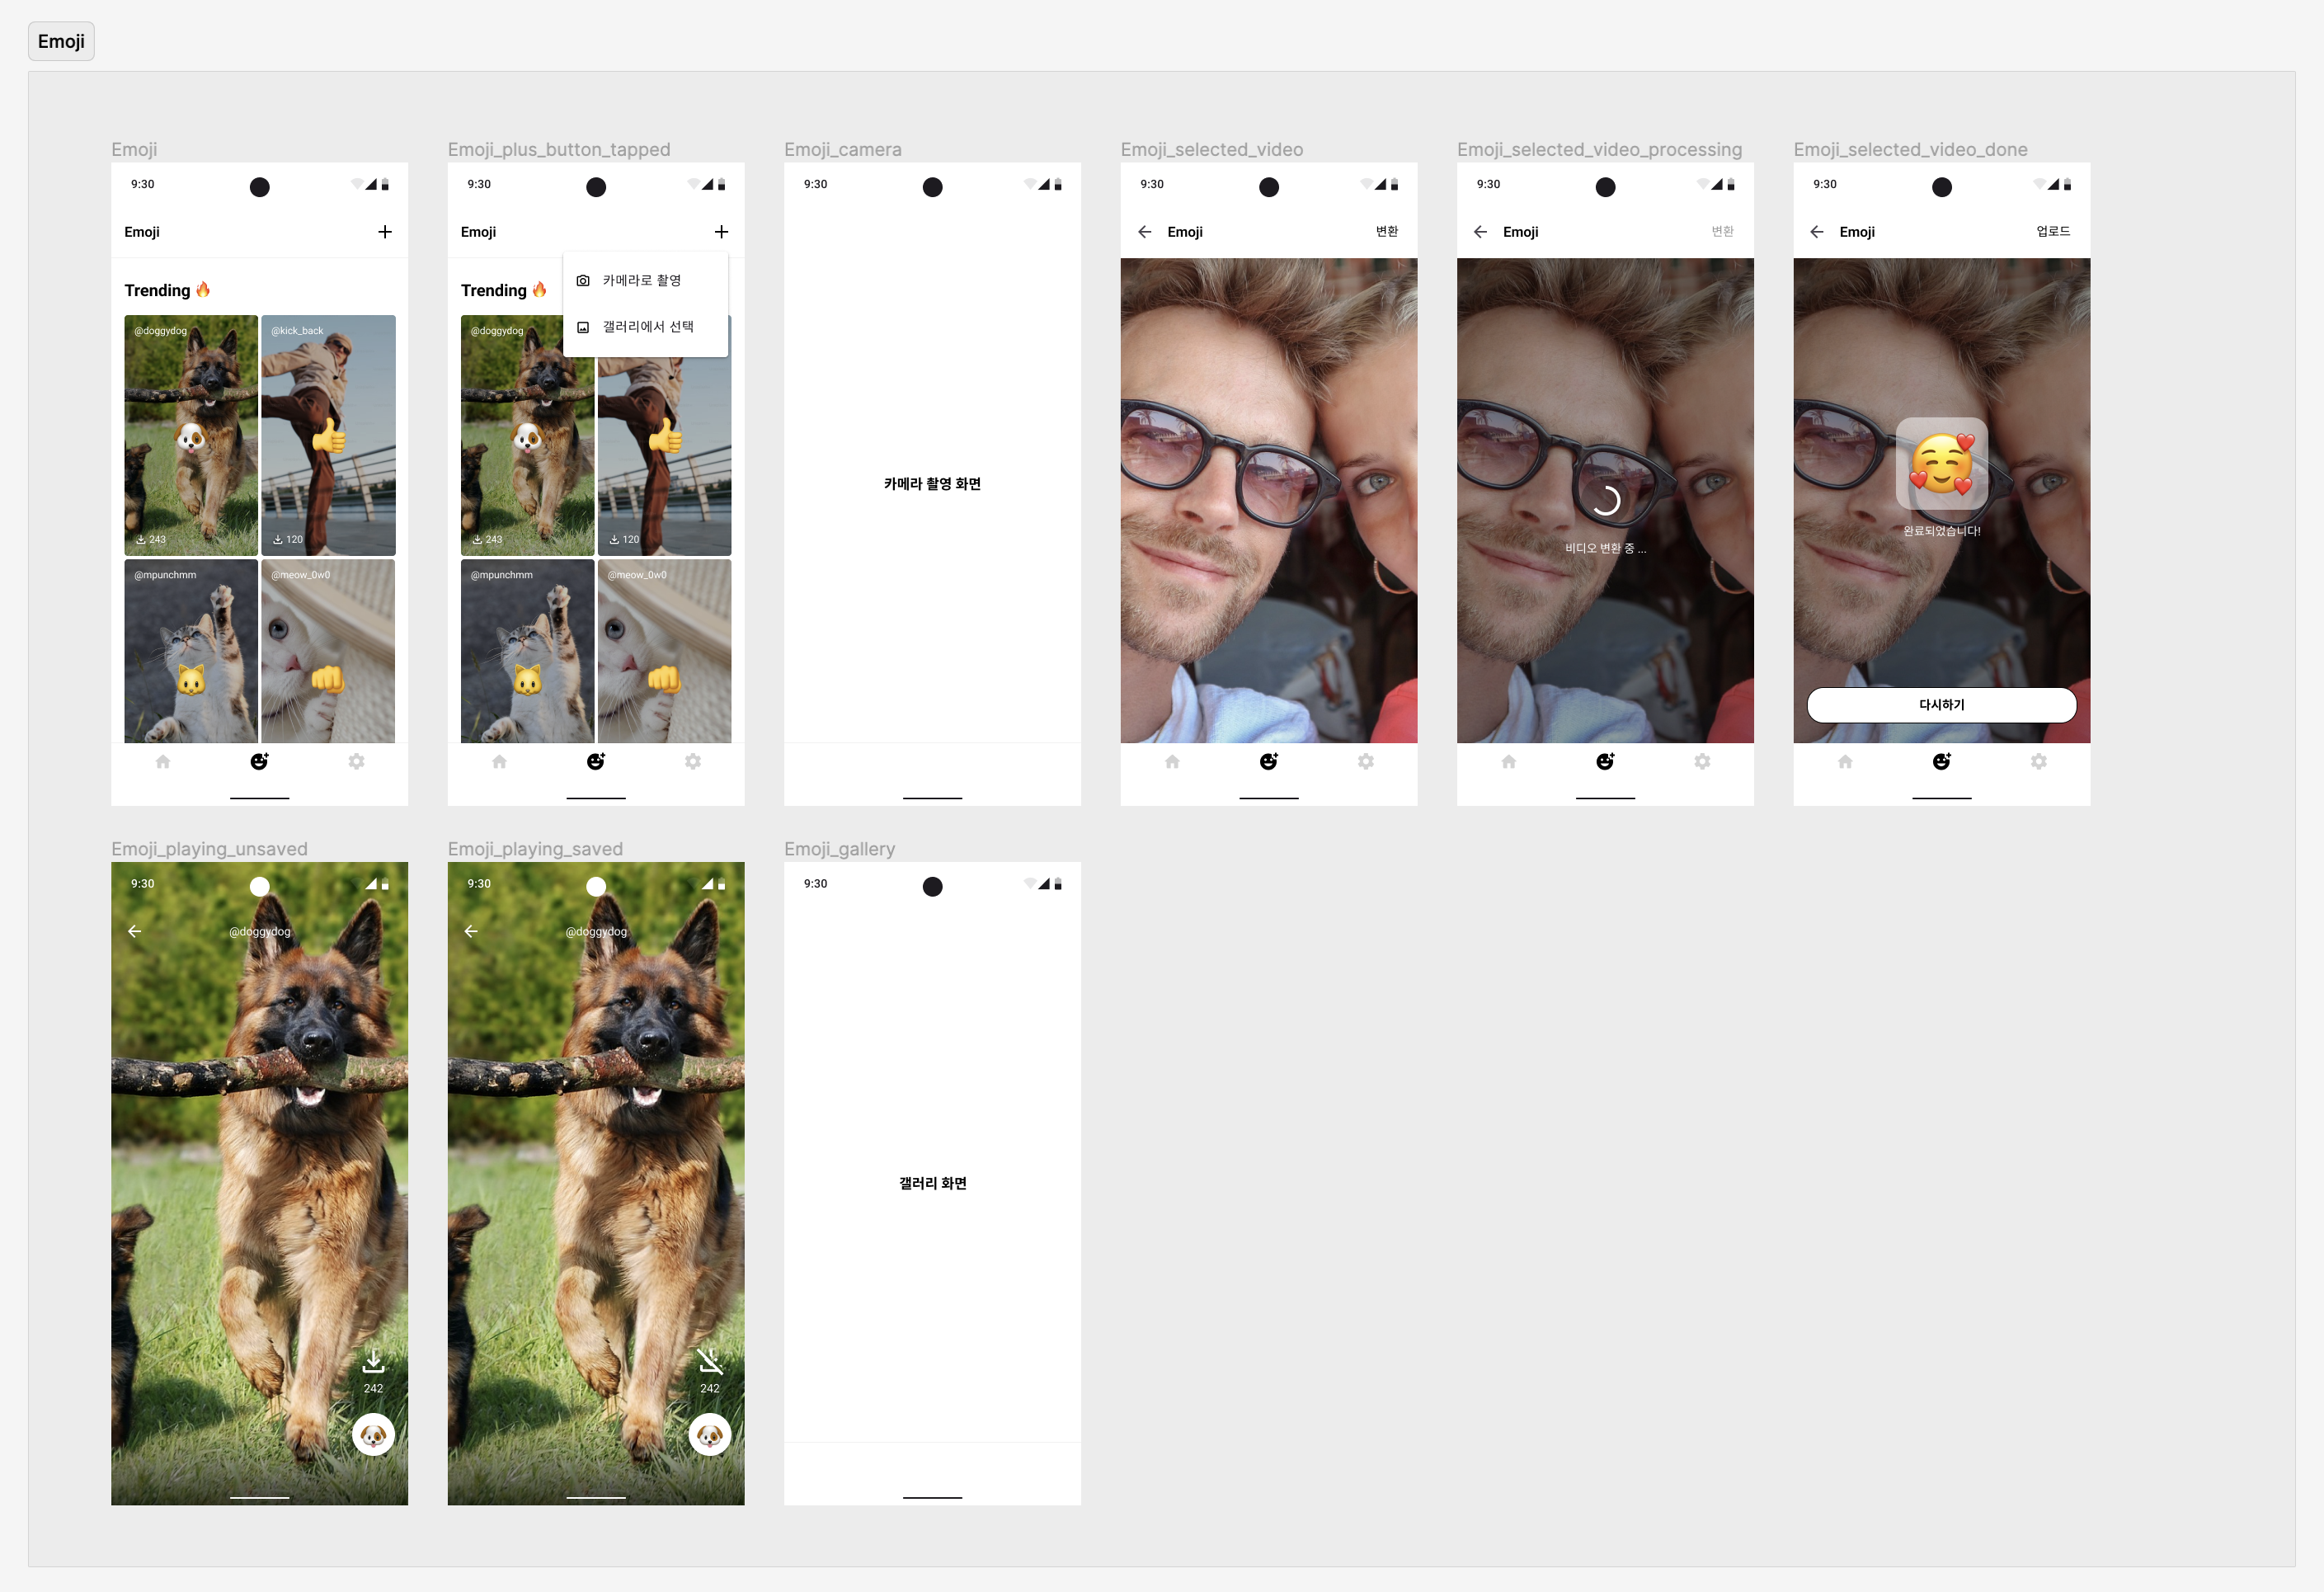 Emoji
Emoji
9:30
Emoji
Trending 🔥
@doggydog
@kick_back
243
120
@mpunchmm
@meow_0w0
Emoji_plus_button_tapped
9:30
Emoji
카메라로 촬영
갤러리에서 선택
Trending 🔥
@doggydog
243
120
@mpunchmm
@meow_0w0
Emoji_camera
9:30
카메라 촬영 화면
Emoji_selected_video
9:30
Emoji
변환
Emoji_selected_video_processing
9:30
Emoji
변환
비디오 변환 중 ...
Emoji_selected_video_done
9:30
Emoji
업로드
완료되었습니다!
다시하기
Emoji_playing_unsaved
9:30
@doggydog
242
Emoji_playing_saved
9:30
@doggydog
242
Emoji_gallery
9:30
갤러리 화면